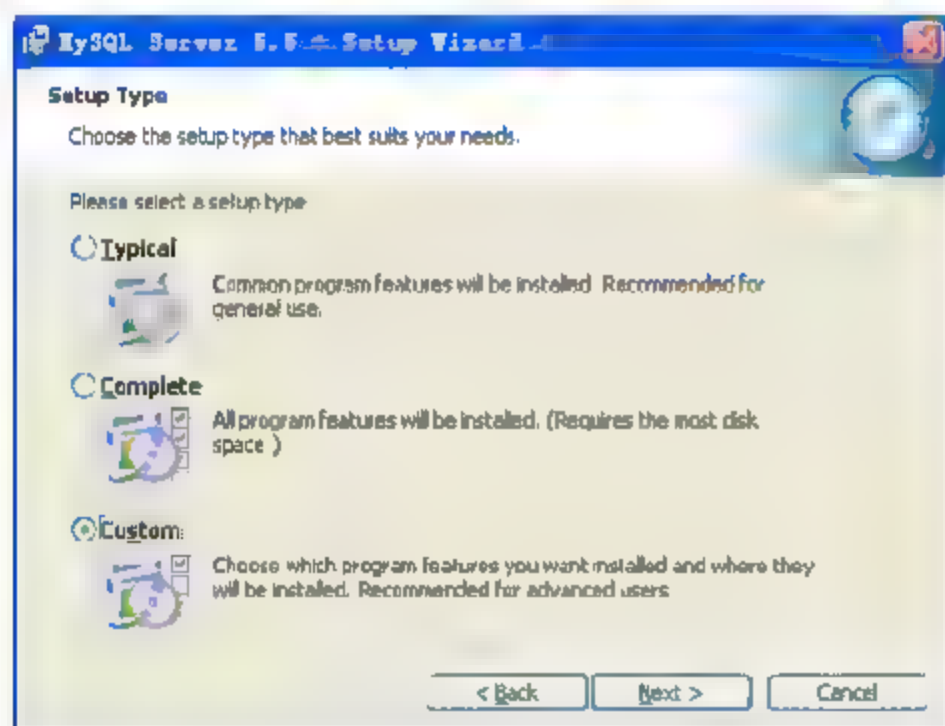 MySQL Server 5.5 - Setup Wizard
Setup Type
Choose the setup type that best suits your needs.
Please select a setup type
Typical
Common program features will be installed. Recommended for
general use.
Complete
All program features will be installed. (Requires the most disk
space.)
Custom
Choose which program features you want installed and where they
will be installed. Recommended for advanced users
< Back
Next >
Cancel